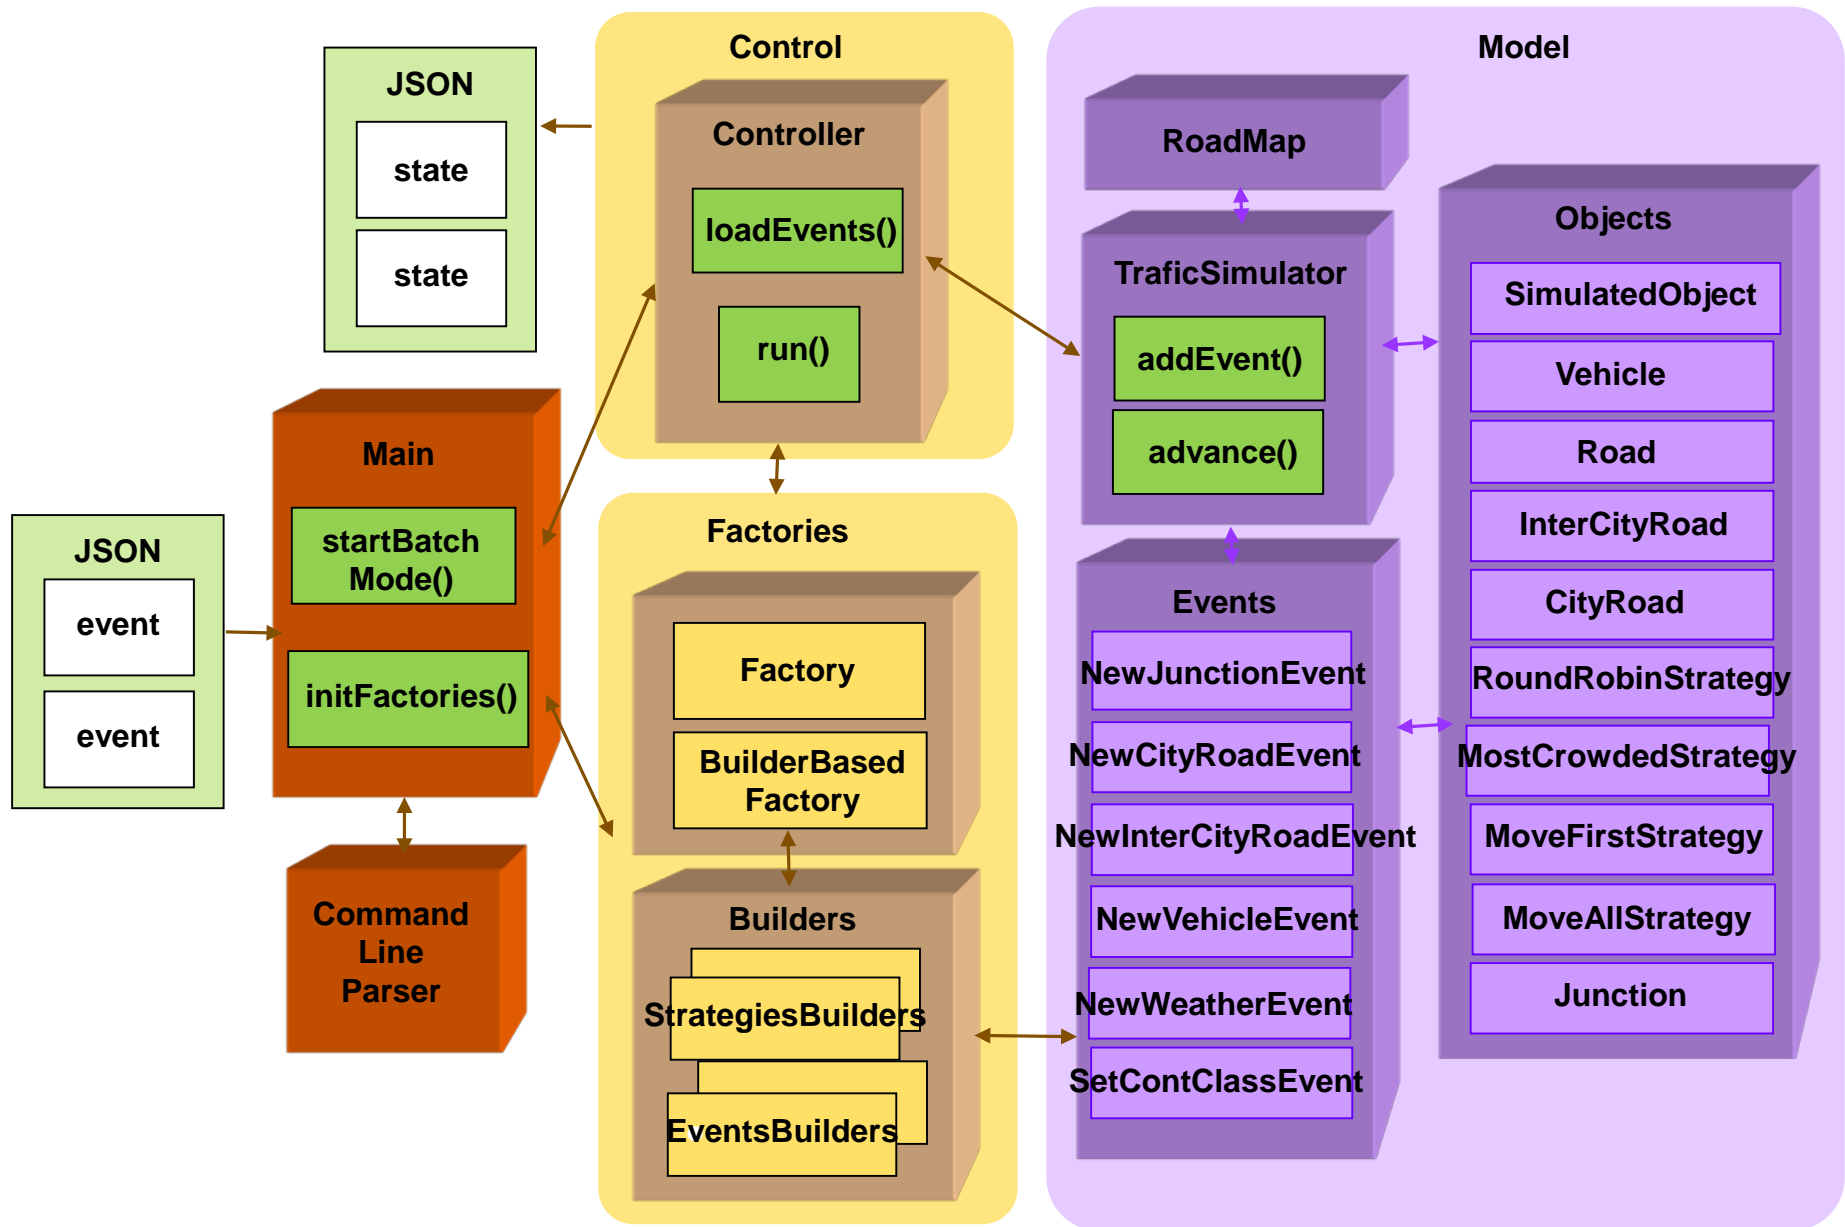 JSON
state
state
Control
Controller
loadEvents()
run()
Model
RoadMap
TraficSimulator
addEvent()
advance()
Objects
SimulatedObject
Vehicle
Road
InterCityRoad
CityRoad
RoundRobinStrategy
MostCrowdedStrategy
MoveFirstStrategy
MoveAllStrategy
Junction
Main
startBatch
Mode()
initFactories()
JSON
event
event
Command
Line
Parser
Factories
Factory
BuilderBased
Factory
Builders
StrategiesBuilders
EventsBuilders
Events
NewJunctionEvent
NewCityRoadEvent
NewInterCityRoadEvent
NewVehicleEvent
NewWeatherEvent
SetContClassEvent